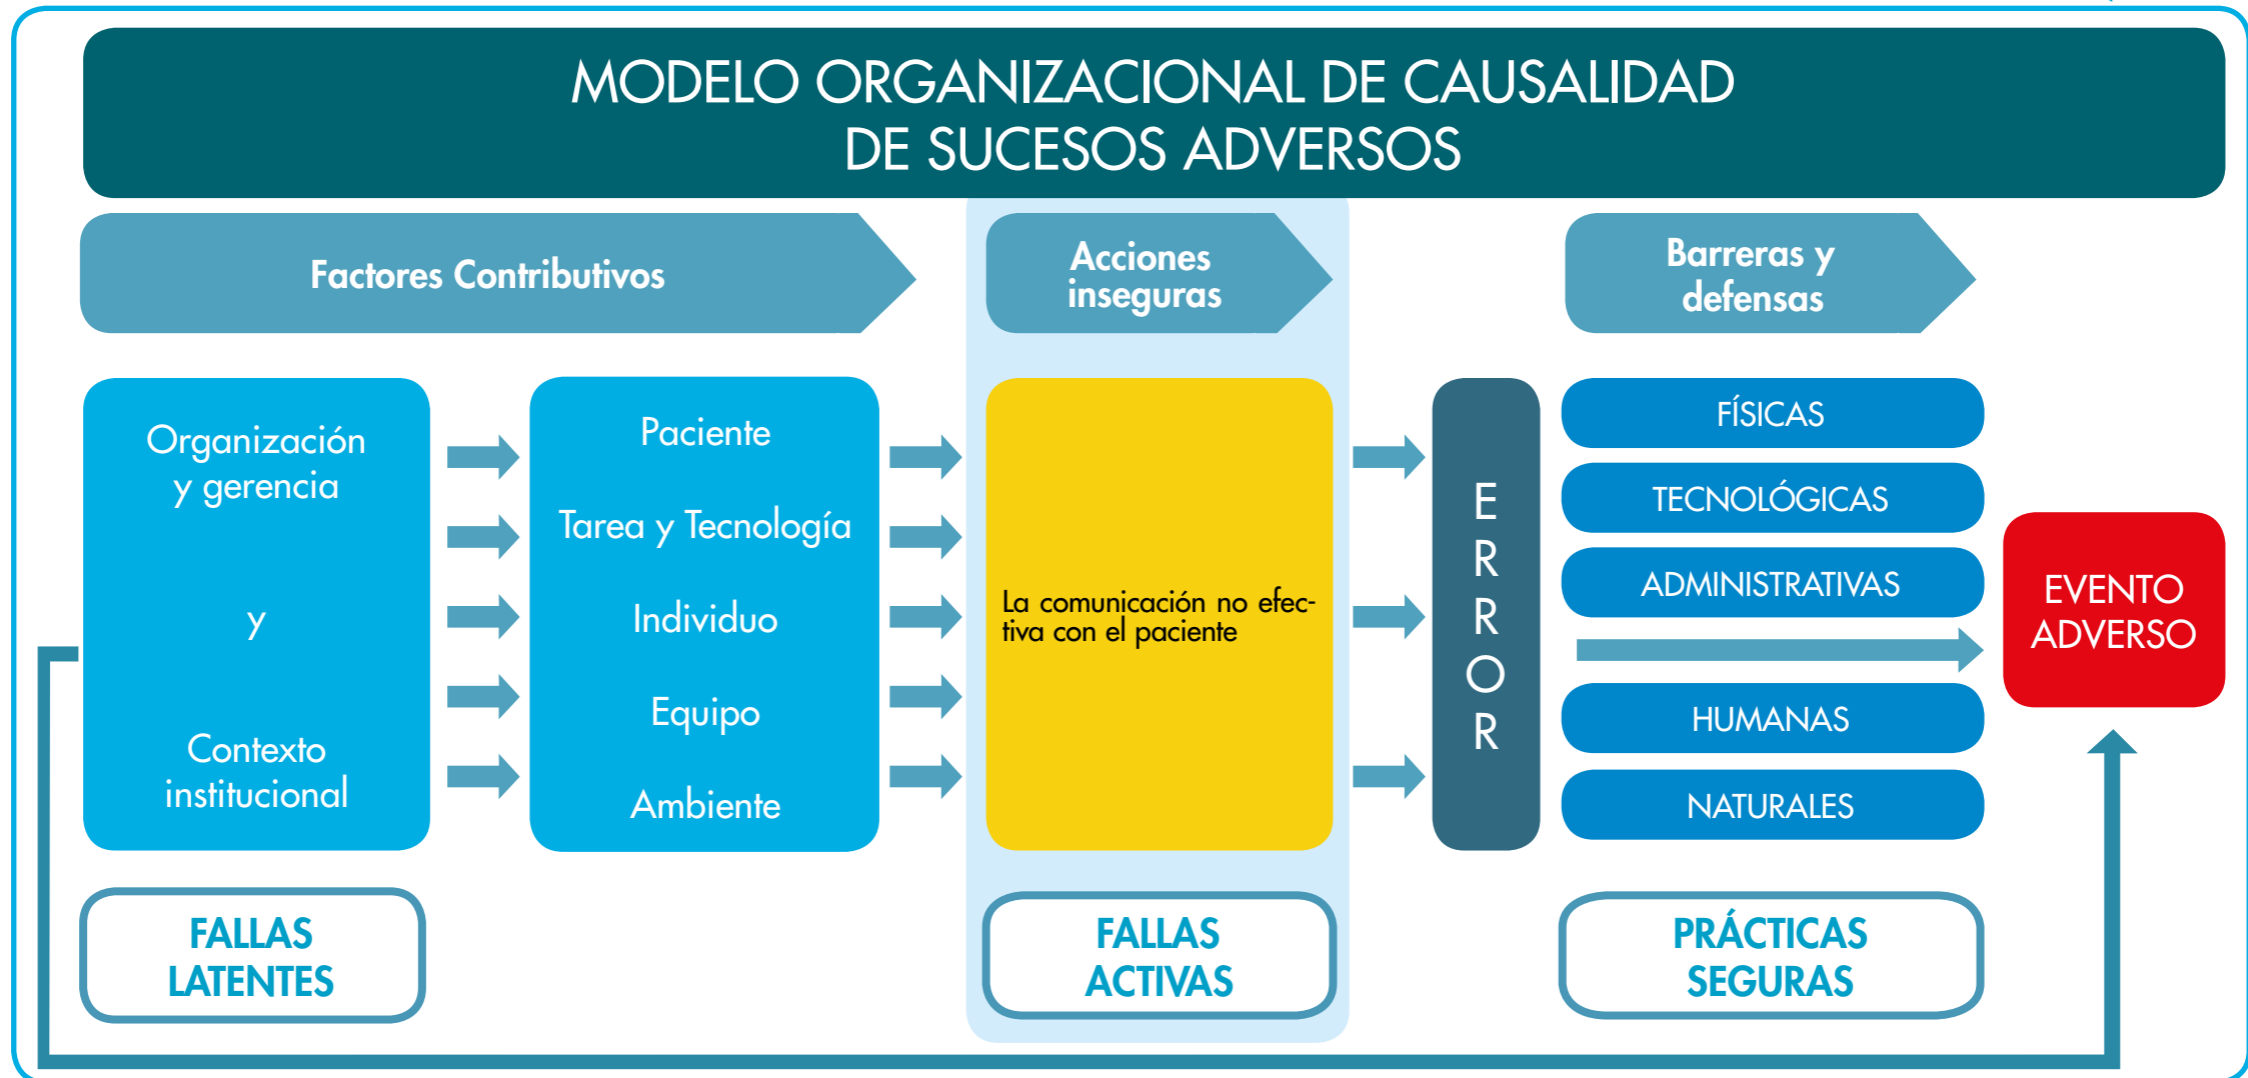 MODELO ORGANIZACIONAL DE CAUSALIDAD
DE SUCESOS ADVERSOS
Factores Contributivos
Acciones
inseguras
Barreras y
defensas
Organización
y gerencia
y
Contexto
institucional
Paciente
Tarea y Tecnología
Individuo
Equipo
Ambiente
La comunicación no efec-
tiva con el paciente
E
R
R
O
R
FÍSICAS
TECNOLÓGICAS
ADMINISTRATIVAS
HUMANAS
NATURALES
EVENTO
ADVERSO
FALLAS
LATENTES
FALLAS
ACTIVAS
PRÁCTICAS
SEGURAS